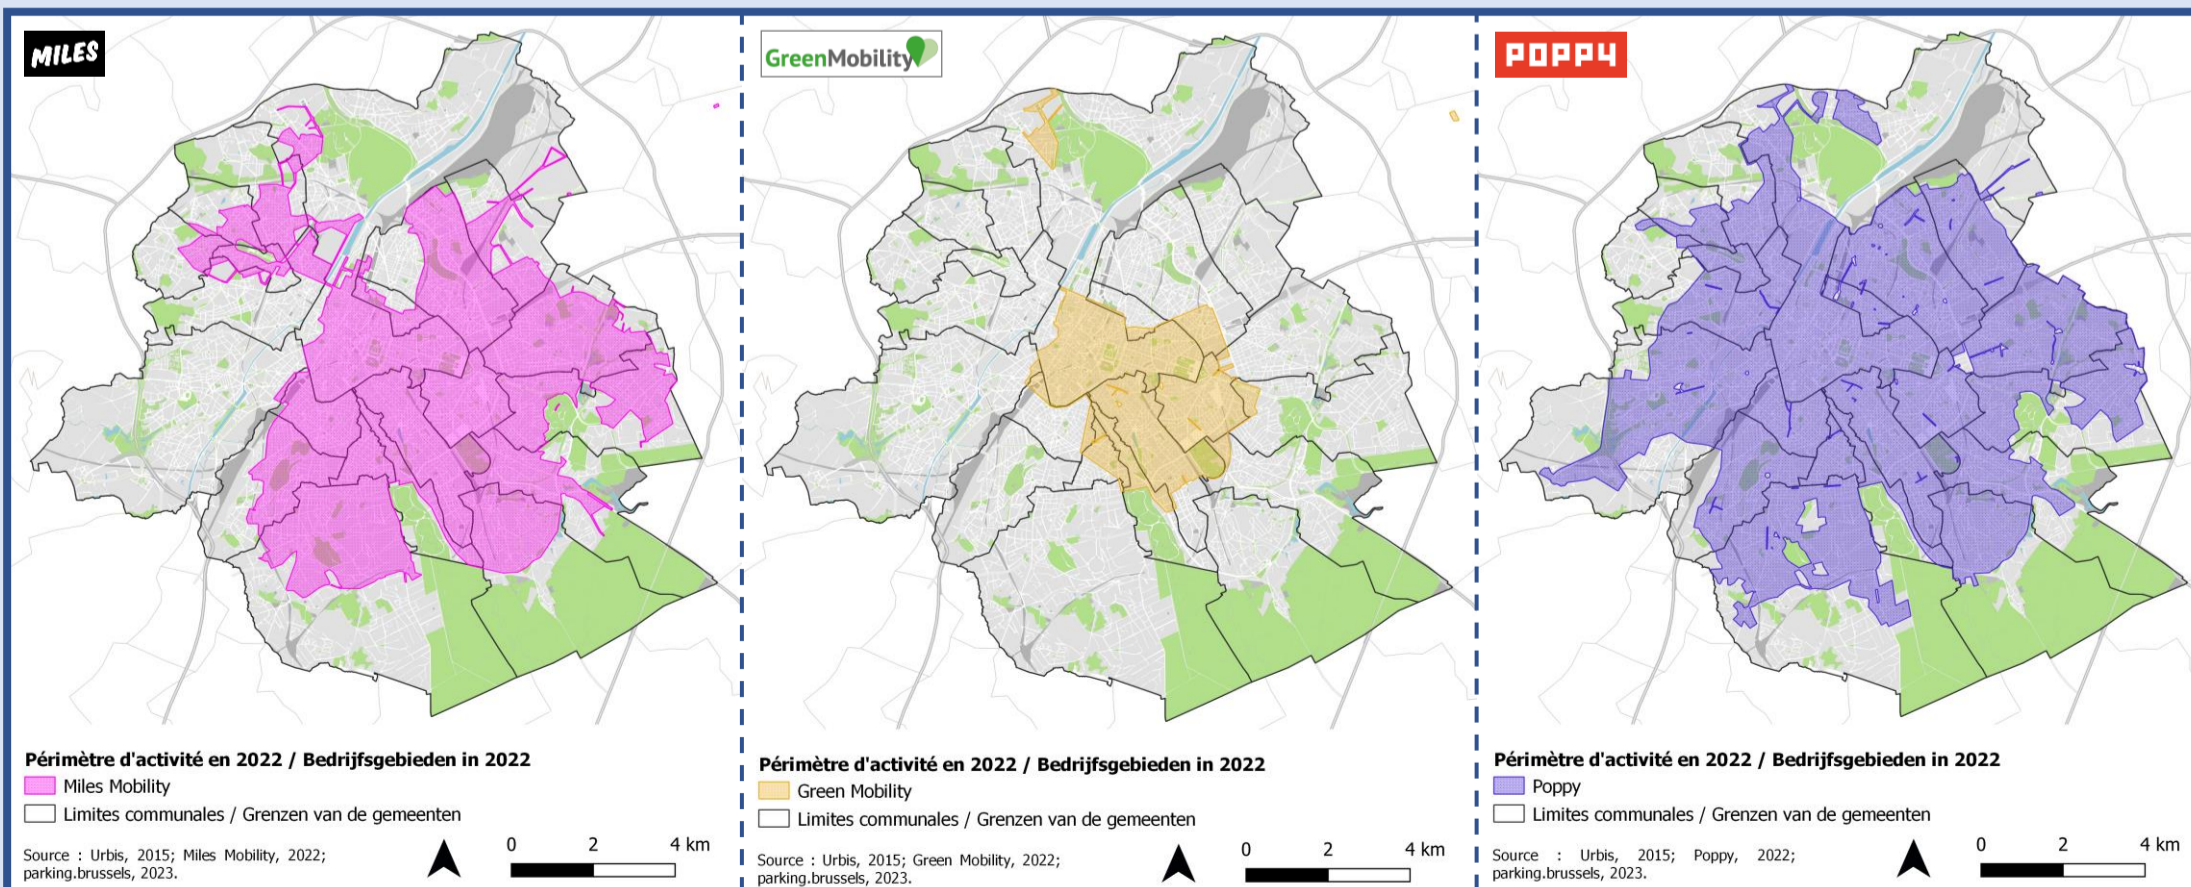 MILES
Périmètre d'activité en 2022 / Bedrijfsgebieden in 2022
Miles Mobility
Limites communales / Grenzen van de gemeenten
Source : Urbis, 2015; Miles Mobility, 2022;
parking.brussels, 2023.
0 2 4 km
GreenMobility
Périmètre d'activité en 2022 / Bedrijfsgebieden in 2022
Green Mobility
Limites communales / Grenzen van de gemeenten
Source : Urbis, 2015; Green Mobility, 2022;
parking.brussels, 2023.
0 2 4 km
POPPY
Périmètre d'activité en 2022 / Bedrijfsgebieden in 2022
Poppy
Limites communales / Grenzen van de gemeenten
Source : Urbis, 2015; Poppy, 2022;
parking.brussels, 2023.
0 2 4 km